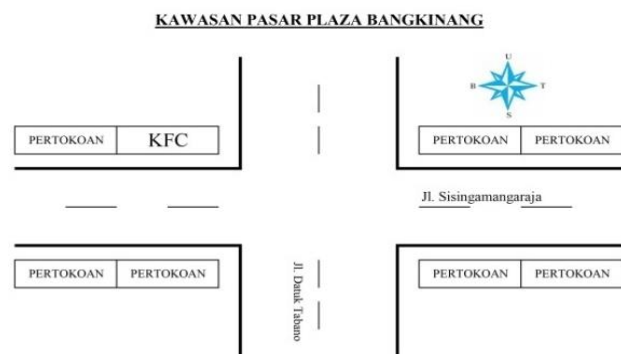 KAWASAN PASAR PLAZA BANGKINANG
U
B
T
S
PERTOKOAN
KFC
PERTOKOAN
PERTOKOAN
Jl. Sisingamangaraja
PERTOKOAN
PERTOKOAN
Jl. Datuk Tabano
PERTOKOAN
PERTOKOAN